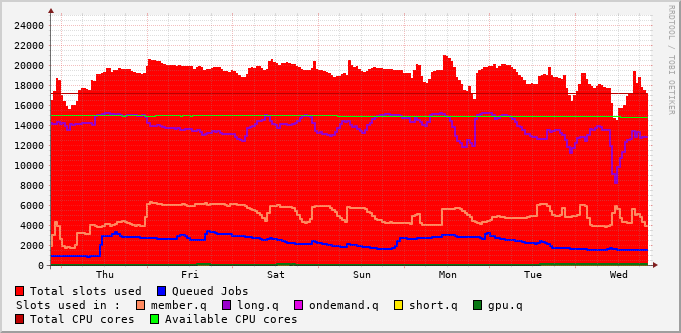 24000
22000
20000
18000
16000
14000
12000
10000
8000
6000
4000
2000
0
Thu Fri Sat Sun Mon Tue Wed
RRDTOOL / TOBI OETIKER
Total slots used Queued Jobs
Slots used in : member.q long.q ondemand.q short.q gpu.q
Total CPU cores Available CPU cores